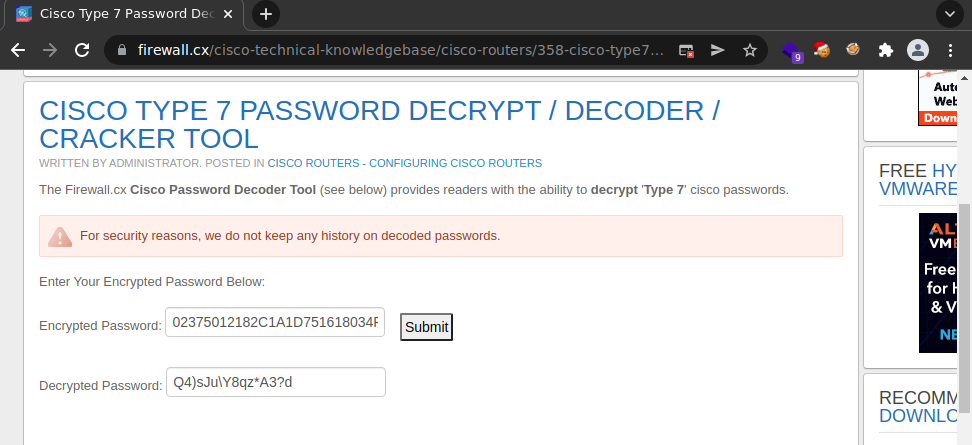 Cisco Type 7 Password Dec
firewall.cx/cisco-technical-knowledgebase/cisco-routers/358-cisco-type7...
9
CISCO TYPE 7 PASSWORD DECRYPT / DECODER /
CRACKER TOOL
WRITTEN BY ADMINISTRATOR. POSTED IN CISCO ROUTERS - CONFIGURING CISCO ROUTERS
The Firewall.cx Cisco Password Decoder Tool (see below) provides readers with the ability to decrypt 'Type 7' cisco passwords.
For security reasons, we do not keep any history on decoded passwords.
Enter Your Encrypted Password Below:
Encrypted Password: 02375012182C1A1D751618034F
Submit
Decrypted Password: Q4)sJu\Y8qz*A3?d
Auto
Web
Down
FREE HY
VMWARE
ALT
VM
Free
for H
& V
NE
RECOMM
DOWNLO